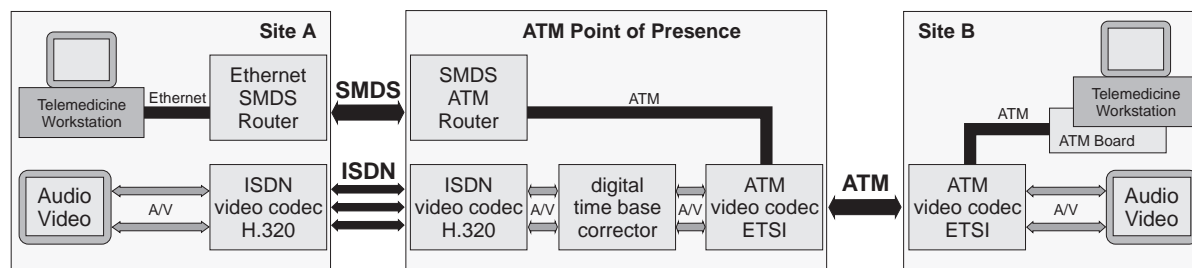 Site A
Telemedicine
Workstation
Ethernet
Ethernet
SMDS
Router
Audio
Video
A/V
ISDN
video codec
H.320
SMDS
ISDN
ATM Point of Presence
SMDS
ATM
Router
ATM
ISDN
video codec
H.320
A/V
digital
time base
corrector
A/V
ATM
video codec
ETSI
ATM
Site B
Telemedicine
Workstation
ATM Board
ATM
ATM
video codec
ETSI
A/V
Audio
Video